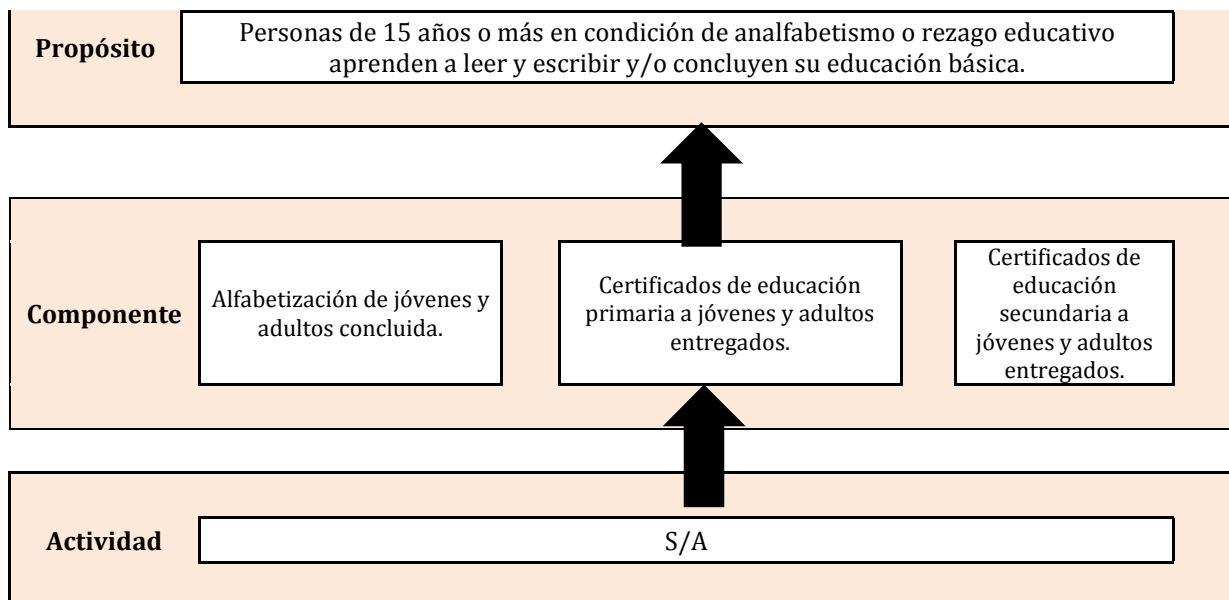 Propósito
Personas de 15 años o más en condición de analfabetismo o rezago educativo
aprenden a leer y escribir y/o concluyen su educación básica.
Componente
Alfabetización de jóvenes y
adultos concluida.
Certificados de educación
primaria a jóvenes y adultos
entregados.
Certificados de
educación
secundaria a
jóvenes y adultos
entregados.
Actividad
S/A